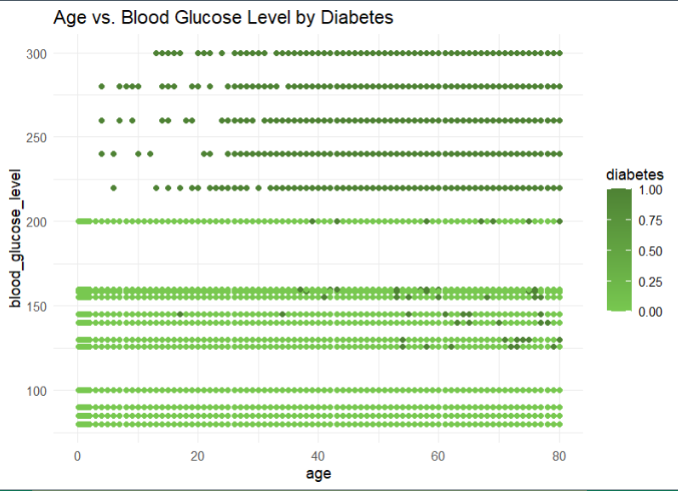 Age vs. Blood Glucose Level by Diabetes
300
250
200
150
100
blood_glucose_level
0 20 40 60 80
age
diabetes
1.00
0.75
0.50
0.25
0.00